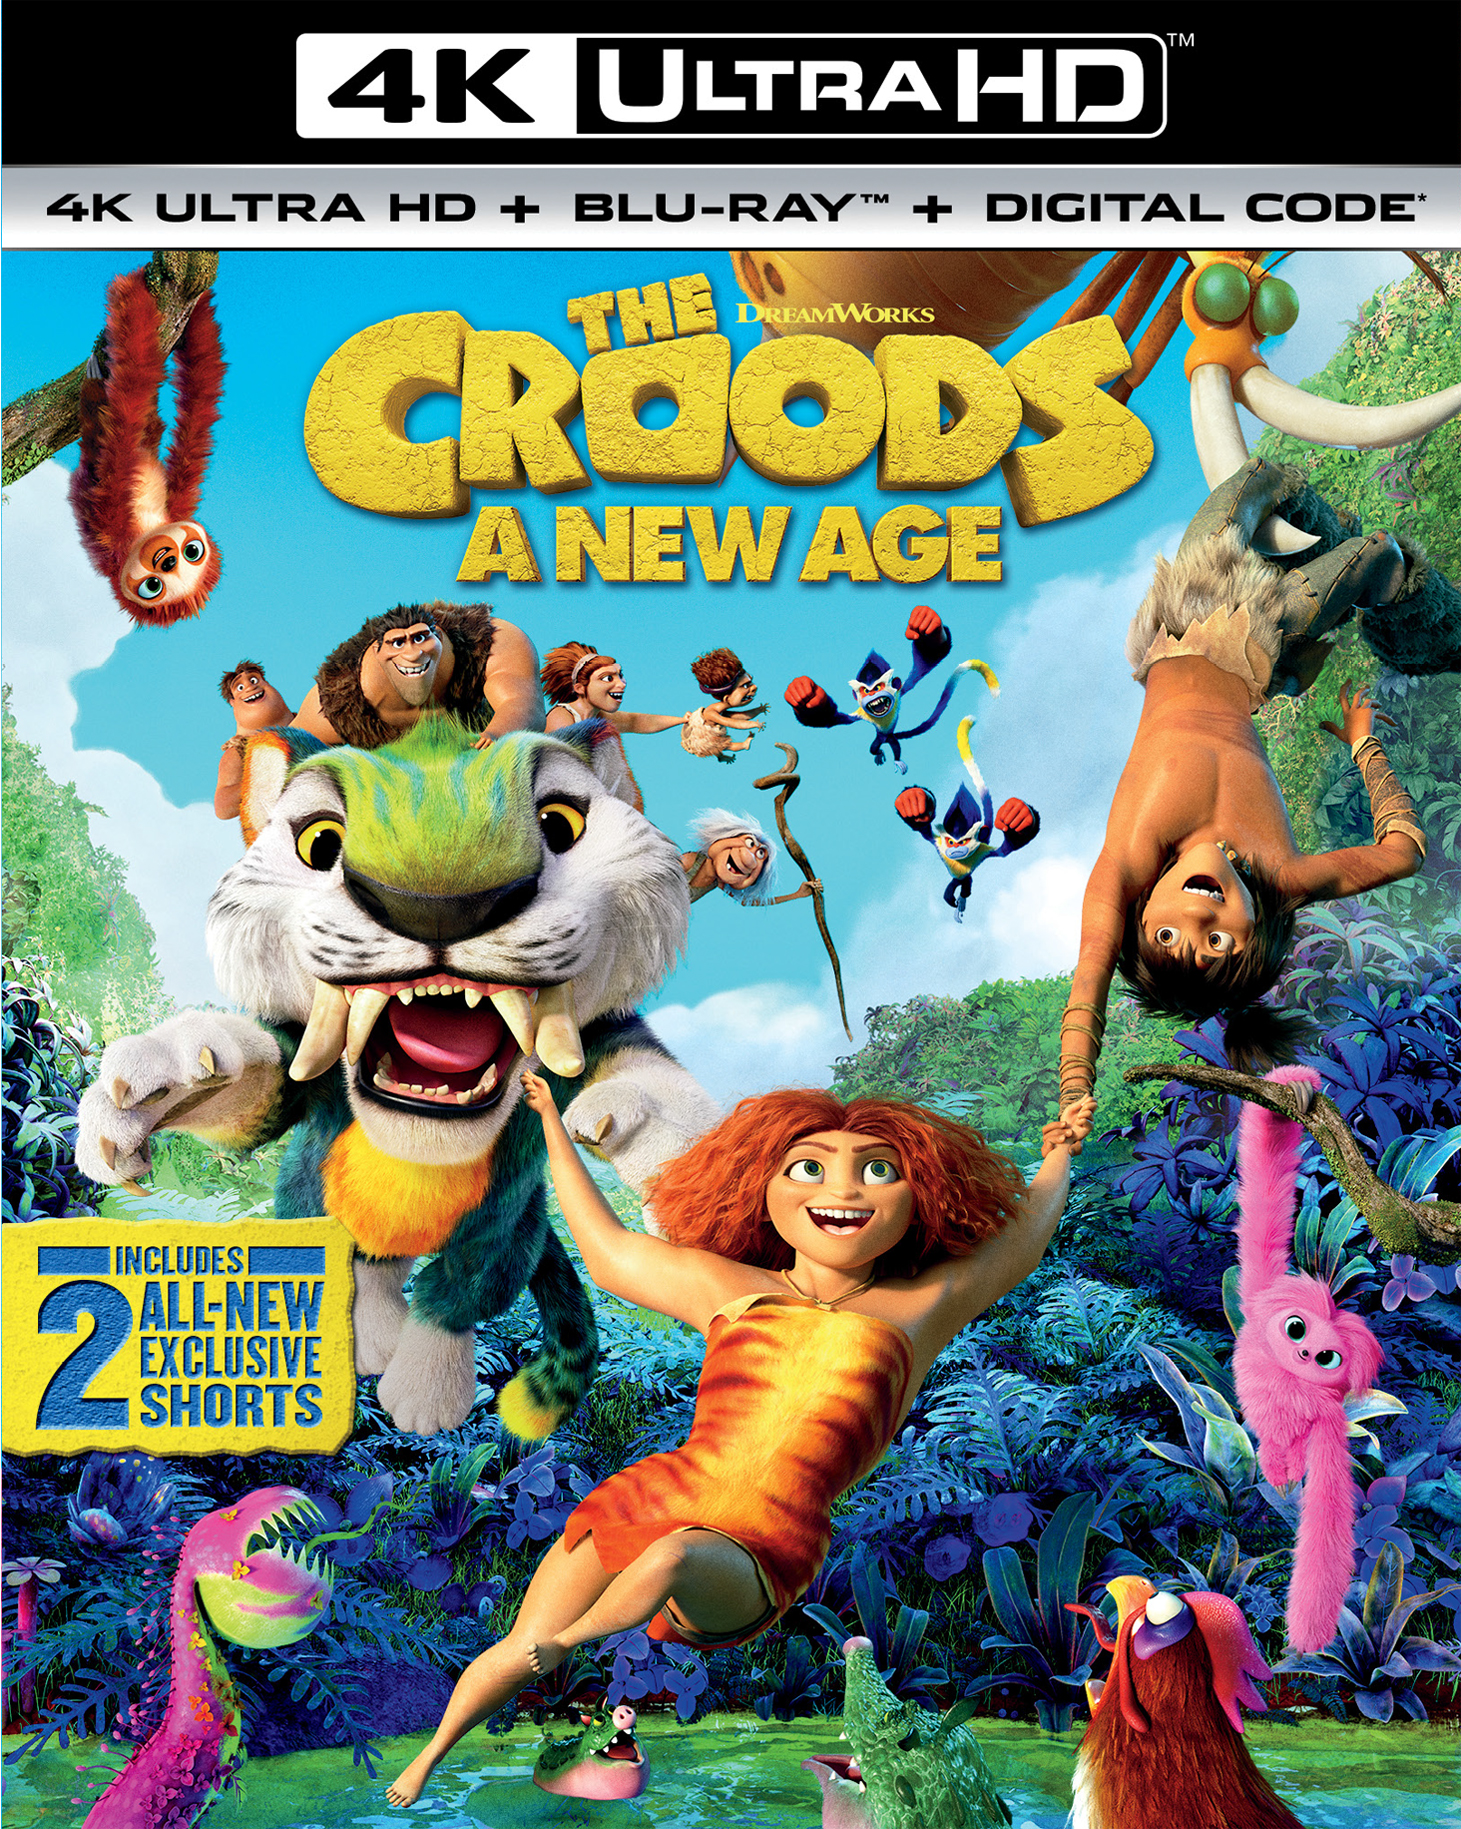 4K ULTRA HD™
4K ULTRA HD + BLU-RAY™ + DIGITAL CODE*
DREAMWORKS
THE
CROODS
A NEW AGE
INCLUDES
2 ALL-NEW
EXCLUSIVE
SHORTS